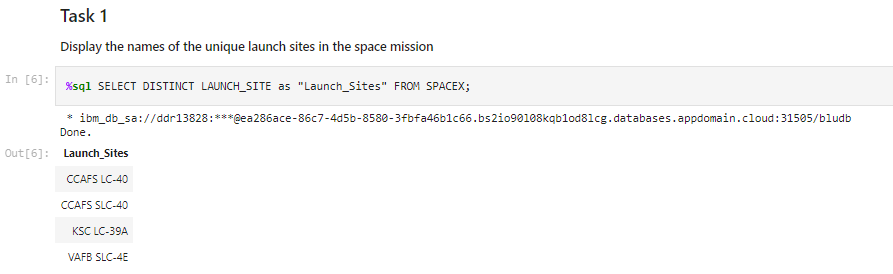 Task 1
Display the names of the unique launch sites in the space mission
In [6]: %sql SELECT DISTINCT LAUNCH_SITE as "Launch_Sites" FROM SPACEX;
* ibm_db_sa://ddr13828:***@ea286ace-86c7-4d5b-8580-3fbfa46b1c66.bs2io90l08kqb1od8lcg.databases.appdomain.cloud:31505/bludb
Done.
Out[6]: Launch_Sites
CCAFS LC-40
CCAFS SLC-40
KSC LC-39A
VAFB SLC-4E